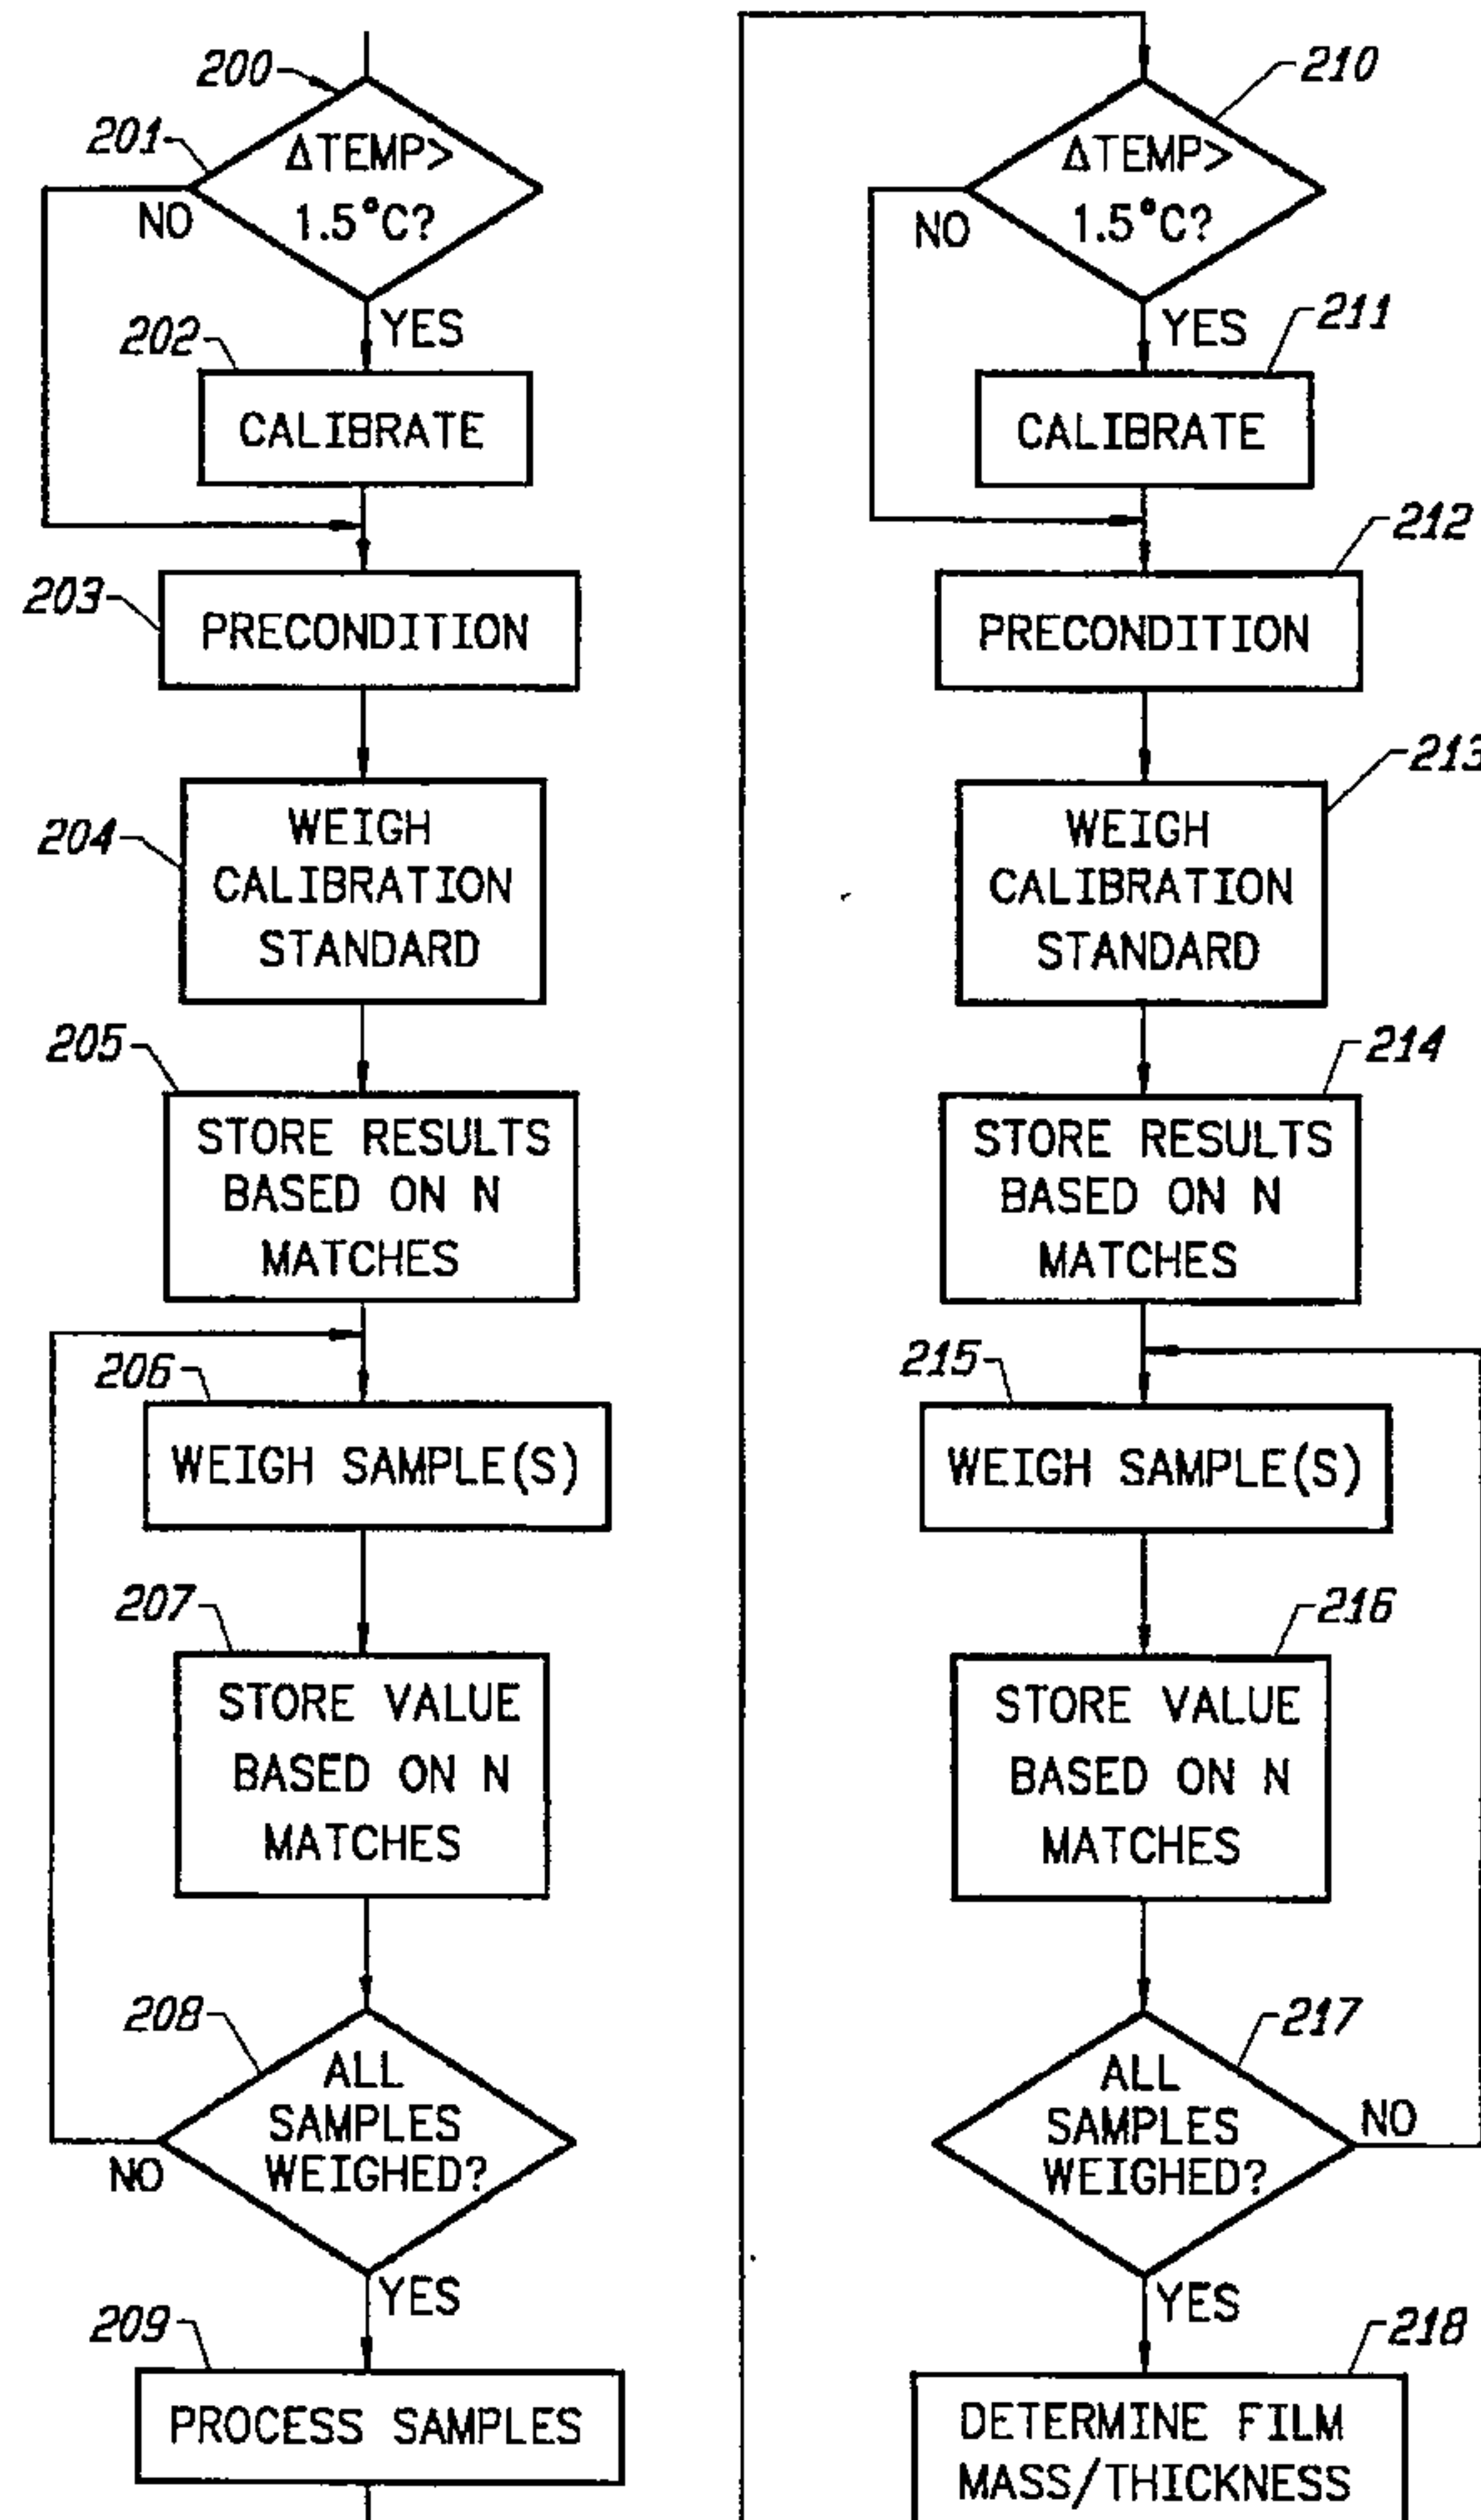 200
201
ΔTEMP>
1.5°C?
NO
YES
202
CALIBRATE
203
PRECONDITION
204
WEIGH
CALIBRATION
STANDARD
205
STORE RESULTS
BASED ON N
MATCHES
206
WEIGH SAMPLE(S)
207
STORE VALUE
BASED ON N
MATCHES
208
ALL
SAMPLES
WEIGHED?
NO
YES
209
PROCESS SAMPLES
210
ΔTEMP>
1.5°C?
NO
YES
211
CALIBRATE
212
PRECONDITION
213
WEIGH
CALIBRATION
STANDARD
214
STORE RESULTS
BASED ON N
MATCHES
215
WEIGH SAMPLE(S)
216
STORE VALUE
BASED ON N
MATCHES
217
ALL
SAMPLES
WEIGHED?
NO
YES
218
DETERMINE FILM
MASS/THICKNESS